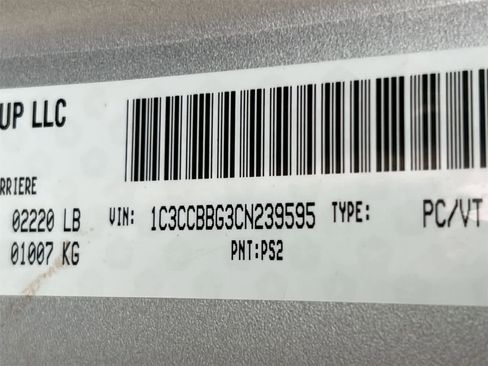 UP LLC
RRIERE
02220 LB VIN: 1C3CCBBG3CN239595 TYPE: PC/VT
01007 KG PNT:PS2